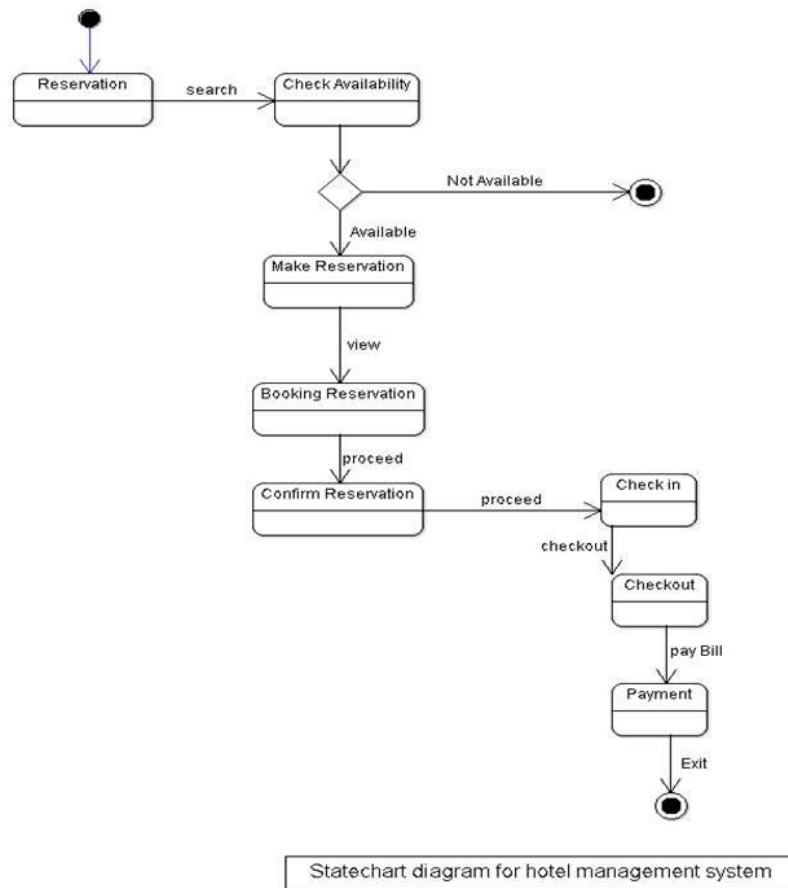 Reservation
search
Check Availability
Not Available
Available
Make Reservation
view
Booking Reservation
proceed
Confirm Reservation
proceed
Check in
checkout
Checkout
pay Bill
Payment
Exit
Statechart diagram for hotel management system